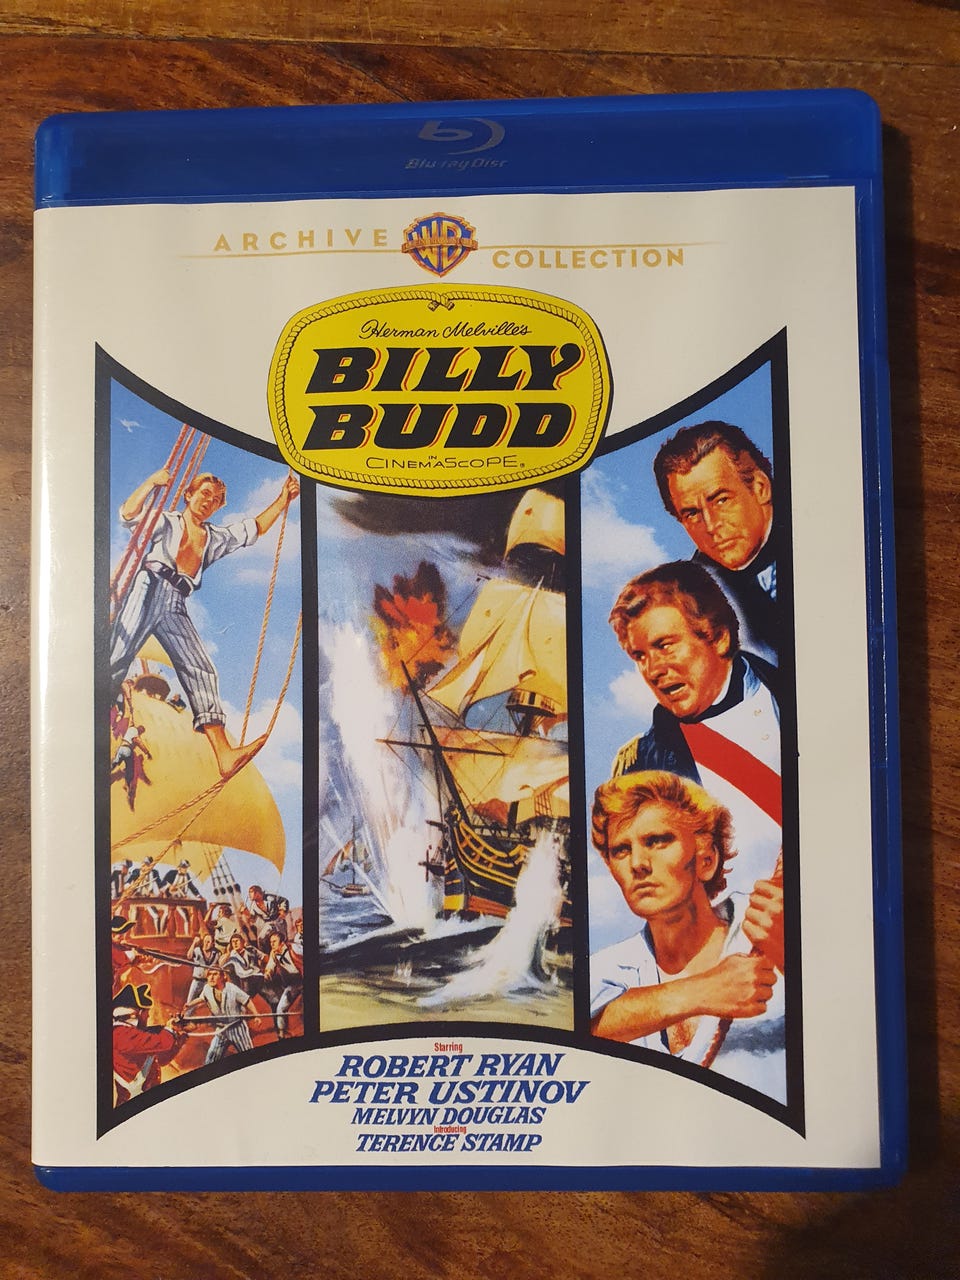 Blu-ray Disc
ARCHIVE WB COLLECTION
Herman Melville's
BILLY
BUDD
IN
CINEMASCOPE
Starring
ROBERT RYAN
PETER USTINOV
MELVYN DOUGLAS
Introducing
TERENCE STAMP